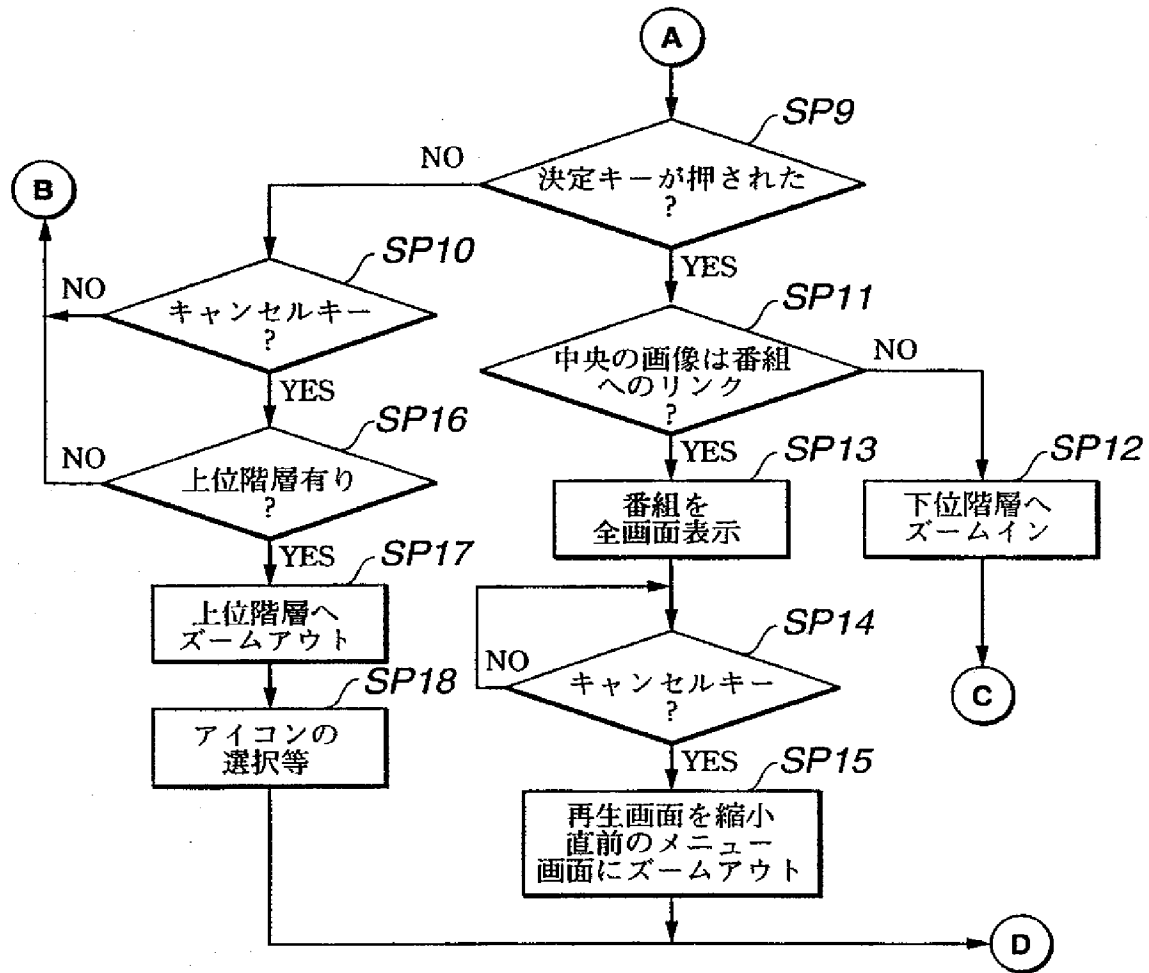 A
SP9
決定キーが押された
?
NO
YES
B
SP10
キャンセルキー
?
NO
YES
SP11
中央の画像は番組
へのリンク
?
NO
YES
SP16
上位階層有り
?
NO
YES
SP13
番組を
全画面表示
SP12
下位階層へ
ズームイン
SP17
上位階層へ
ズームアウト
SP14
キャンセルキー
?
NO
YES
C
SP18
アイコンの
選択等
SP15
再生画面を縮小
直前のメニュー
画面にズームアウト
D